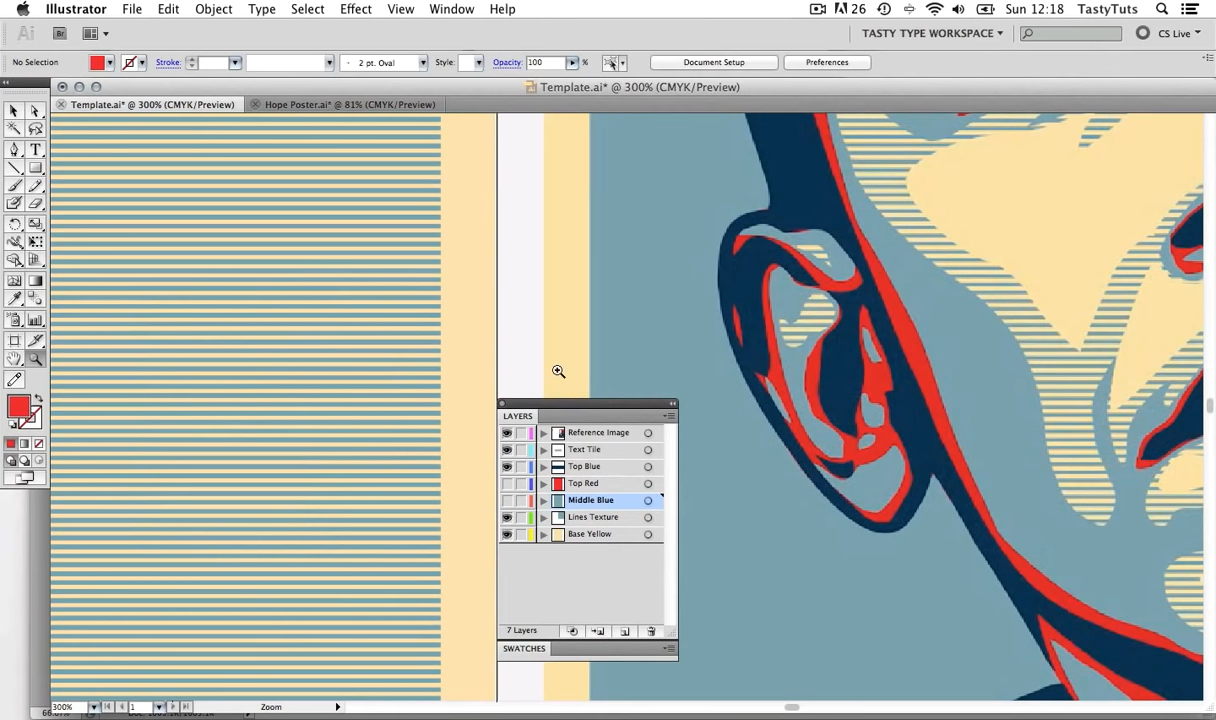 Illustrator File Edit Object Type Select Effect View Window Help
26 Sun 12:18 TastyTuts
Ai Br TASTY TYPE WORKSPACE CS Live
No Selection Stroke: 2 pt. Oval Style: Opacity: 100 % Document Setup Preferences
Template.ai* @ 300% (CMYK/Preview)
Template.ai* @ 300% (CMYK/Preview) Hope Poster.ai* @ 81% (CMYK/Preview)
T
LAYERS
Reference Image
Text Tile
Top Blue
Top Red
Middle Blue
Lines Texture
Base Yellow
7 Layers
SWATCHES
300% 1 Zoom